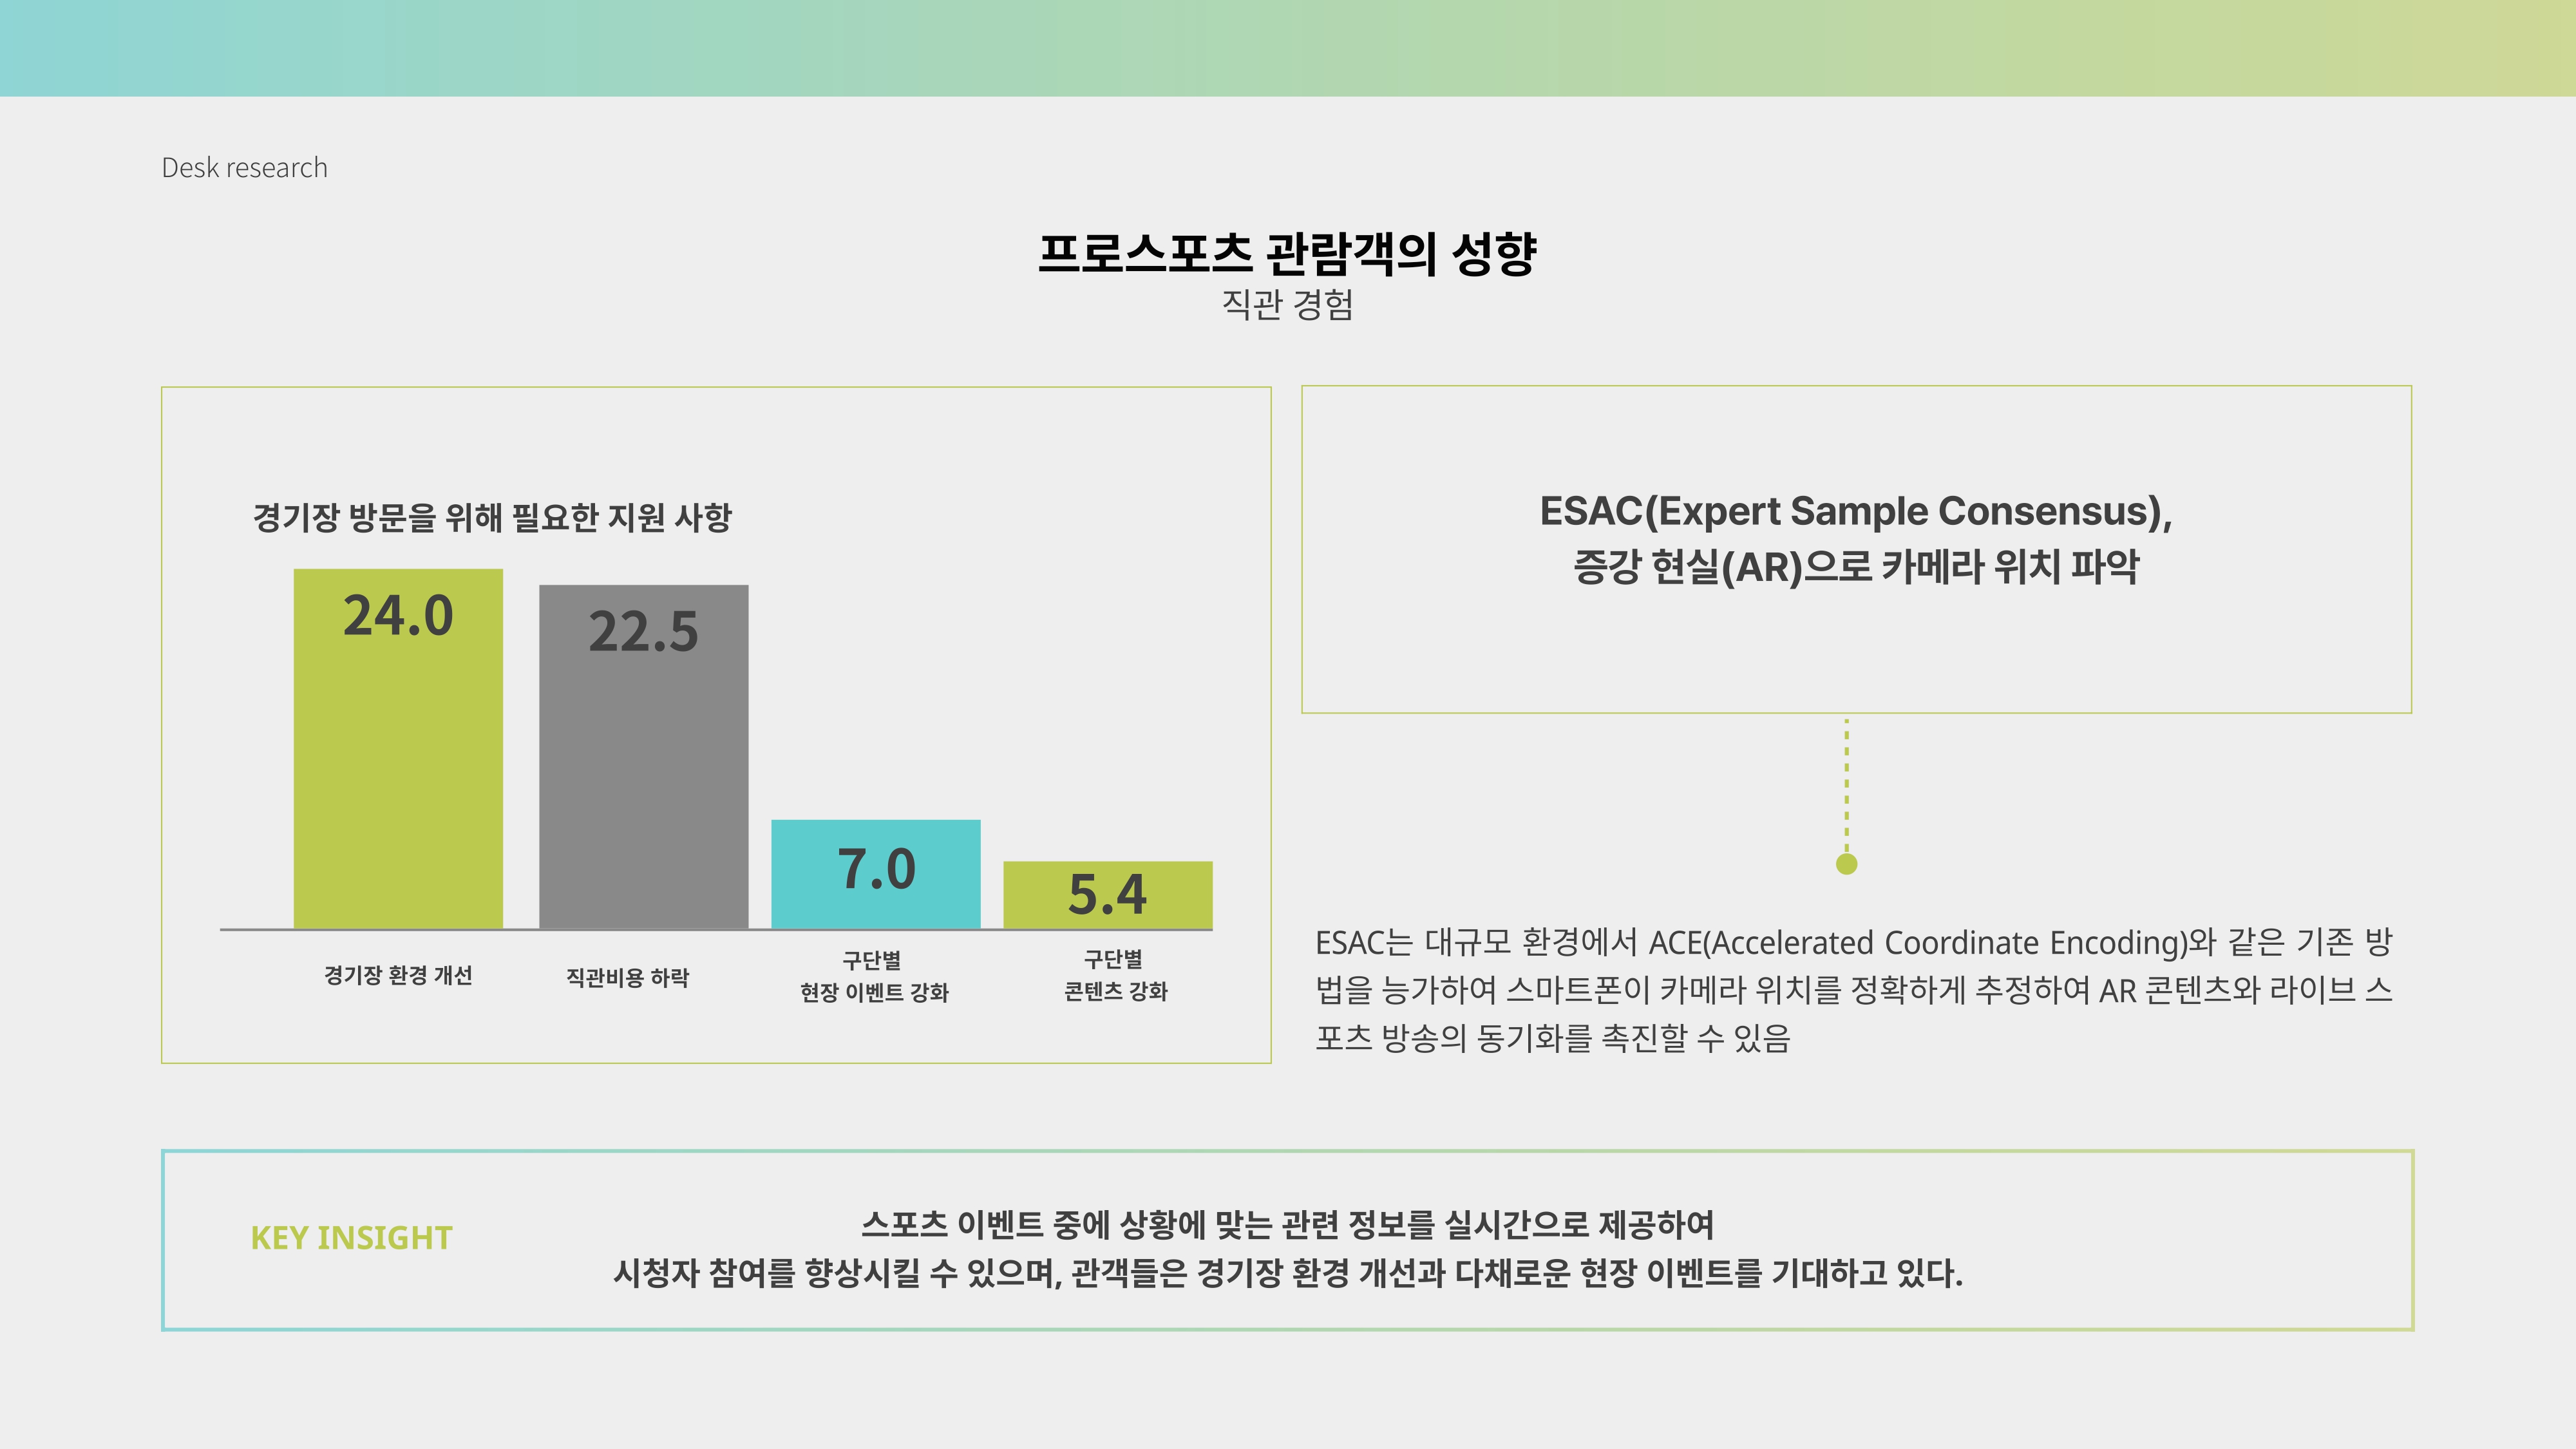 Desk research
프로스포츠 관람객의 성향
직관 경험
경기장 방문을 위해 필요한 지원 사항
24.0
22.5
7.0
5.4
경기장 환경 개선
직관비용 하락
구단별
현장 이벤트 강화
구단별
콘텐츠 강화
ESAC(Expert Sample Consensus),
증강 현실(AR)으로 카메라 위치 파악
ESAC는 대규모 환경에서 ACE(Accelerated Coordinate Encoding)와 같은 기존 방
법을 능가하여 스마트폰이 카메라 위치를 정확하게 추정하여 AR 콘텐츠와 라이브 스
포츠 방송의 동기화를 촉진할 수 있음
KEY INSIGHT
스포츠 이벤트 중에 상황에 맞는 관련 정보를 실시간으로 제공하여
시청자 참여를 향상시킬 수 있으며, 관객들은 경기장 환경 개선과 다채로운 현장 이벤트를 기대하고 있다.